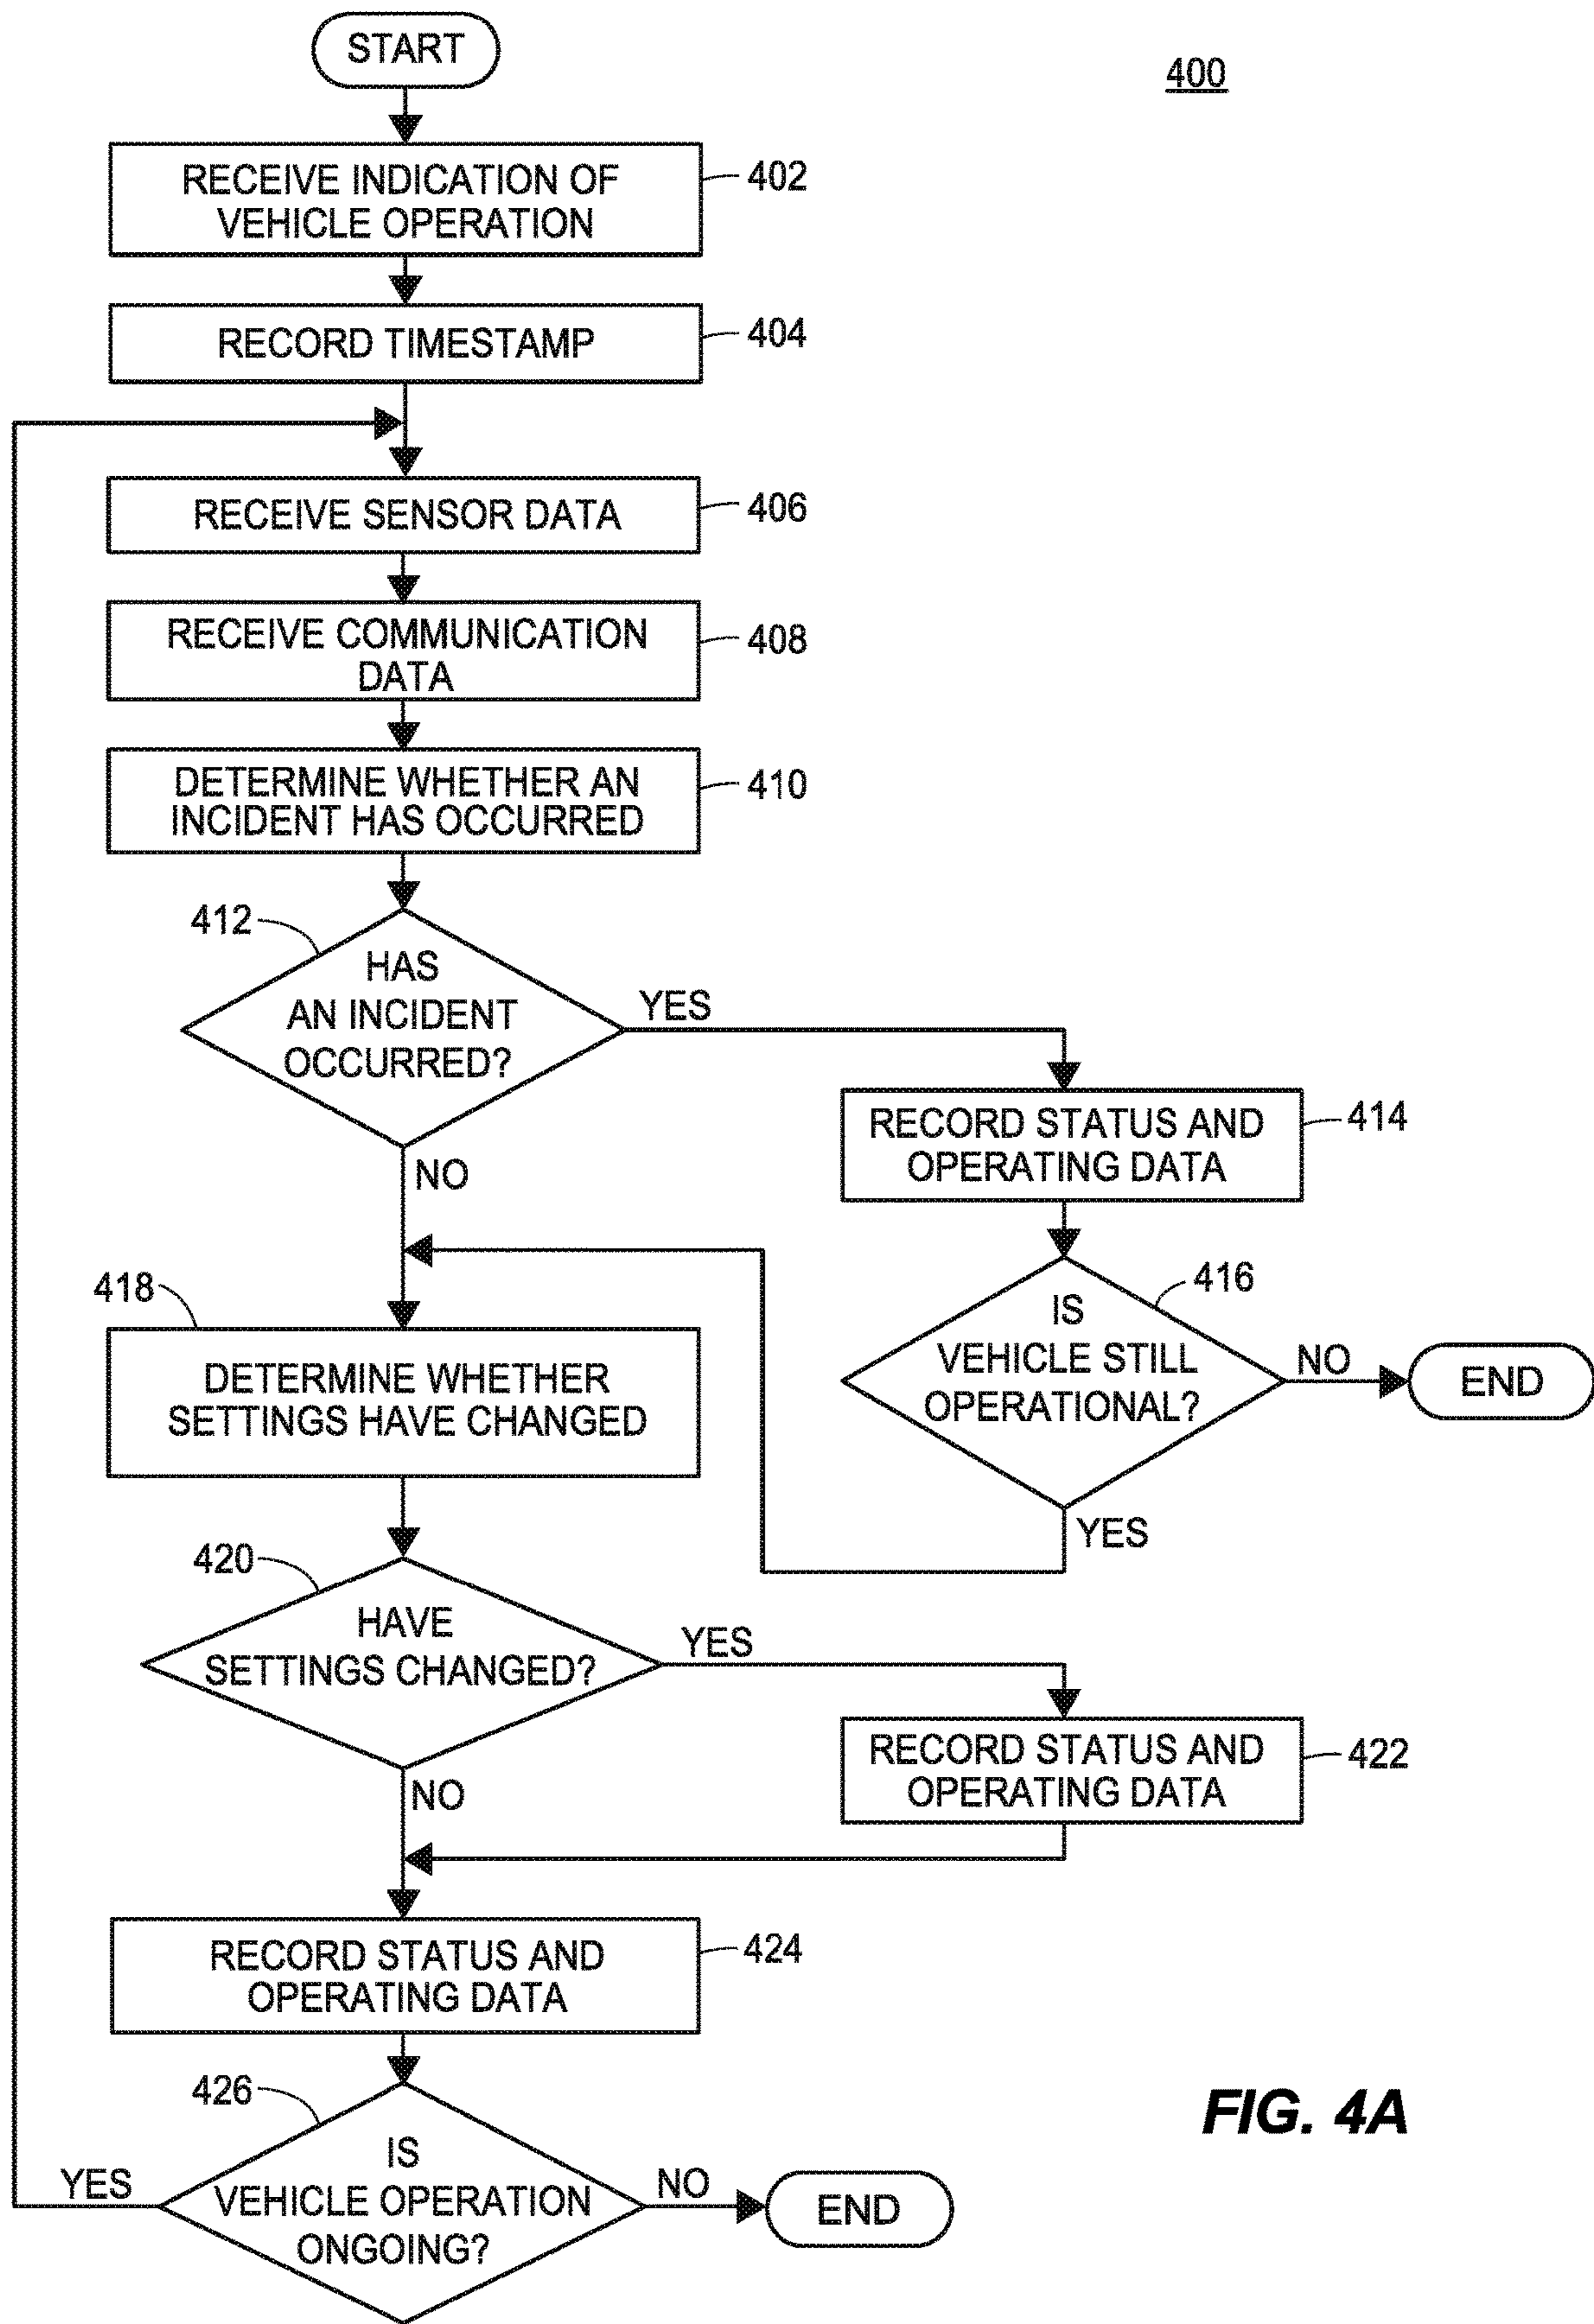 START
400
RECEIVE INDICATION OF
VEHICLE OPERATION
402
RECORD TIMESTAMP
404
RECEIVE SENSOR DATA
406
RECEIVE COMMUNICATION
DATA
408
DETERMINE WHETHER AN
INCIDENT HAS OCCURRED
410
412
HAS
AN INCIDENT
OCCURRED?
YES
NO
RECORD STATUS AND
OPERATING DATA
414
416
IS
VEHICLE STILL
OPERATIONAL?
NO
END
YES
418
DETERMINE WHETHER
SETTINGS HAVE CHANGED
420
HAVE
SETTINGS CHANGED?
YES
NO
RECORD STATUS AND
OPERATING DATA
422
RECORD STATUS AND
OPERATING DATA
424
426
IS
VEHICLE OPERATION
ONGOING?
YES
NO
END
FIG. 4A